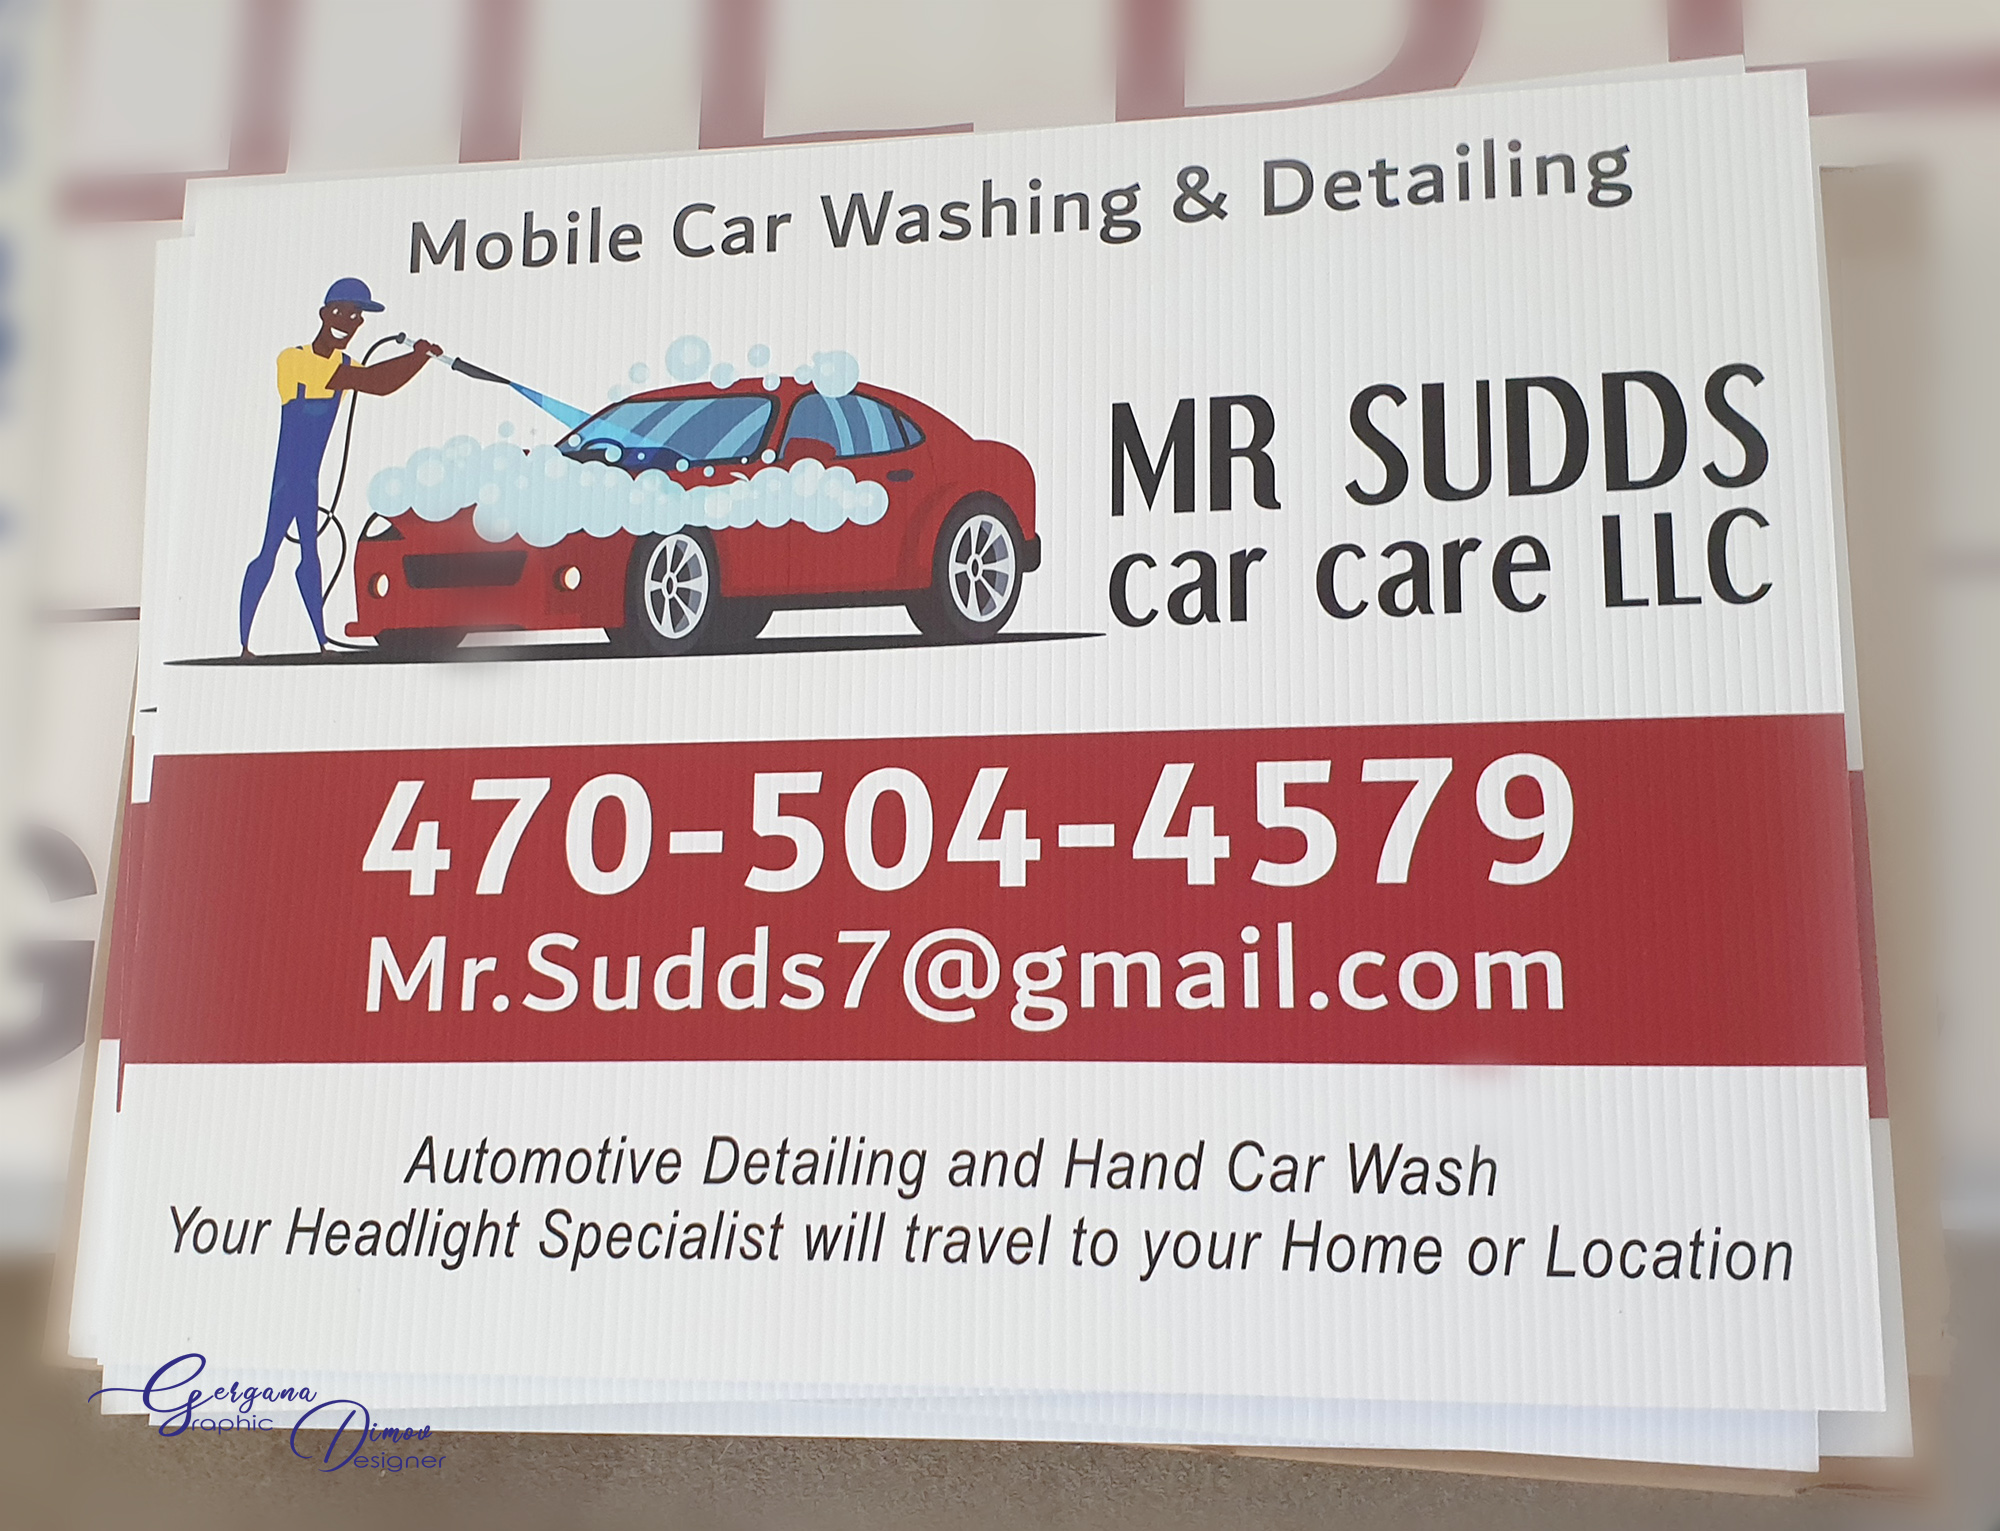 Mobile Car Washing & Detailing
MR SUDDS
car care LLC
470-504-4579
Mr.Sudds7@gmail.com
Automotive Detailing and Hand Car Wash
Your Headlight Specialist will travel to your Home or Location
Gergana
Graphic Dimov
Designer